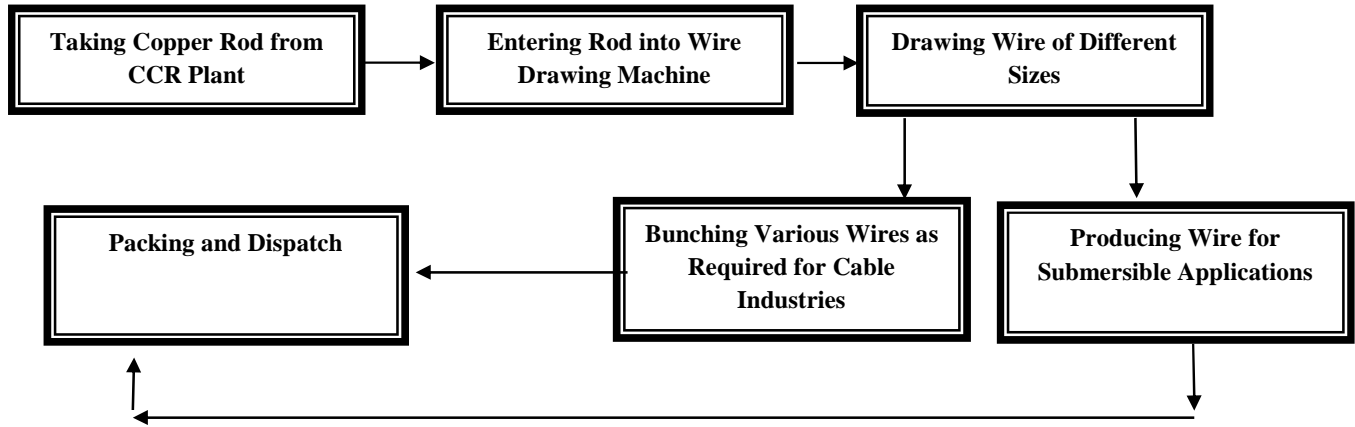 Taking Copper Rod from
CCR Plant
Entering Rod into Wire
Drawing Machine
Drawing Wire of Different
Sizes
Packing and Dispatch
Bunching Various Wires as
Required for Cable
Industries
Producing Wire for
Submersible Applications